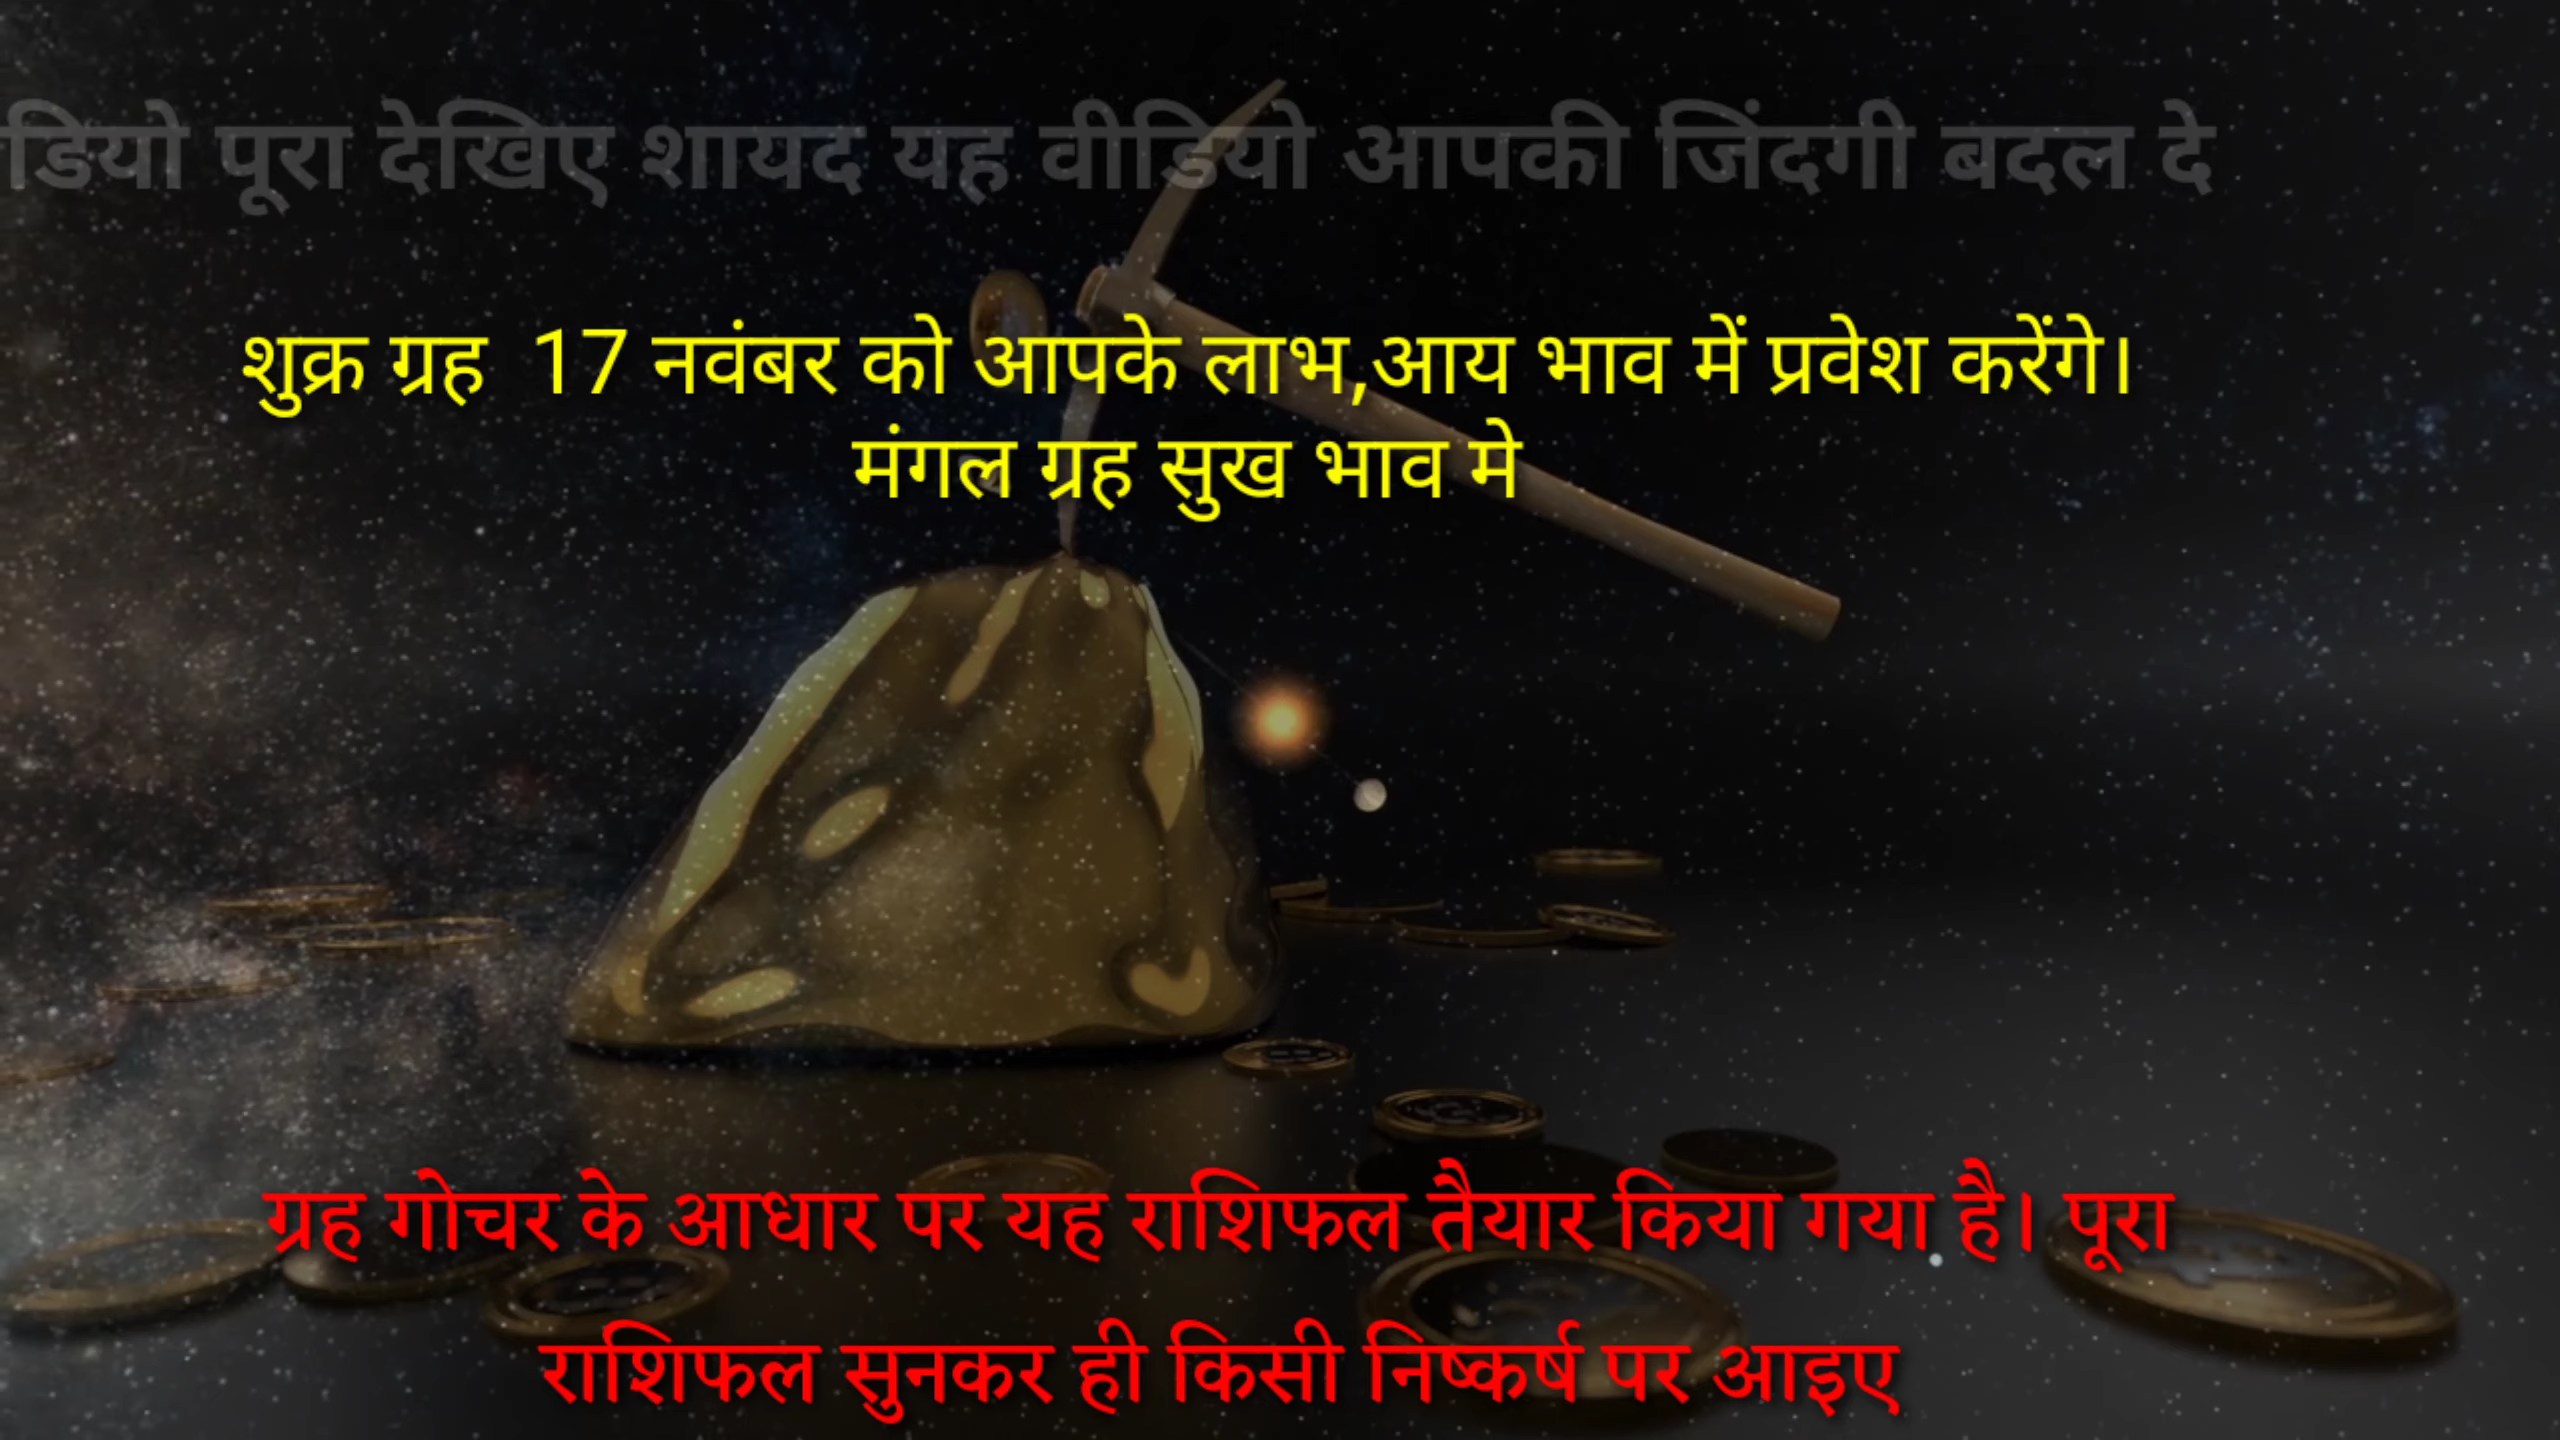 डियो पूरा देखिए शायद यह वीडियो आपकी जिंदगी बदल दे
शुक्र ग्रह 17 नवंबर को आपके लाभ,आय भाव में प्रवेश करेंगे।
मंगल ग्रह सुख भाव मे
ग्रह गोचर के आधार पर यह राशिफल तैयार किया गया है। पूरा
राशिफल सुनकर ही किसी निष्कर्ष पर आइए